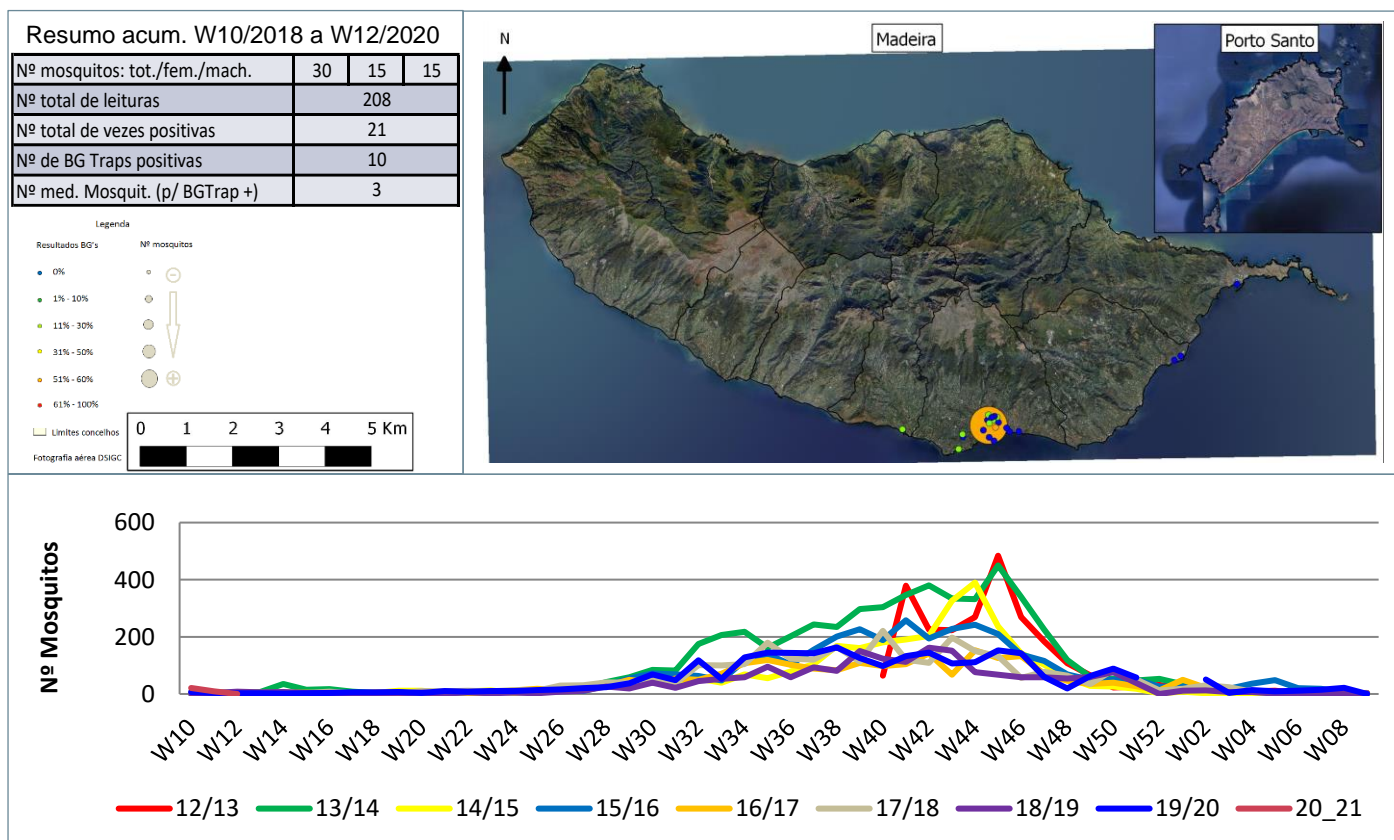 Resumo acum. W10/2018 a W12/2020
Nº mosquitos: tot./fem./mach. 30 15 15
Nº total de leituras 208
Nº total de vezes positivas 21
Nº de BG Traps positivas 10
Nº med. Mosquit. (p/ BGTrap +) 3
Legenda
Resultados BG's Nº mosquitos
0%
1% - 10%
11% - 30%
31% - 50%
51% - 60%
61% - 100%
Limites concelhos
Fotografia aérea DSIGC
0 1 2 3 4 5 Km
N
Madeira
Porto Santo
Nº Mosquitos
600
400
200
0
W10 W12 W14 W16 W18 W20 W22 W24 W26 W28 W30 W32 W34 W36 W38 W40 W42 W44 W46 W48 W50 W52 W02 W04 W06 W08
12/13 13/14 14/15 15/16 16/17 17/18 18/19 19/20 20_21